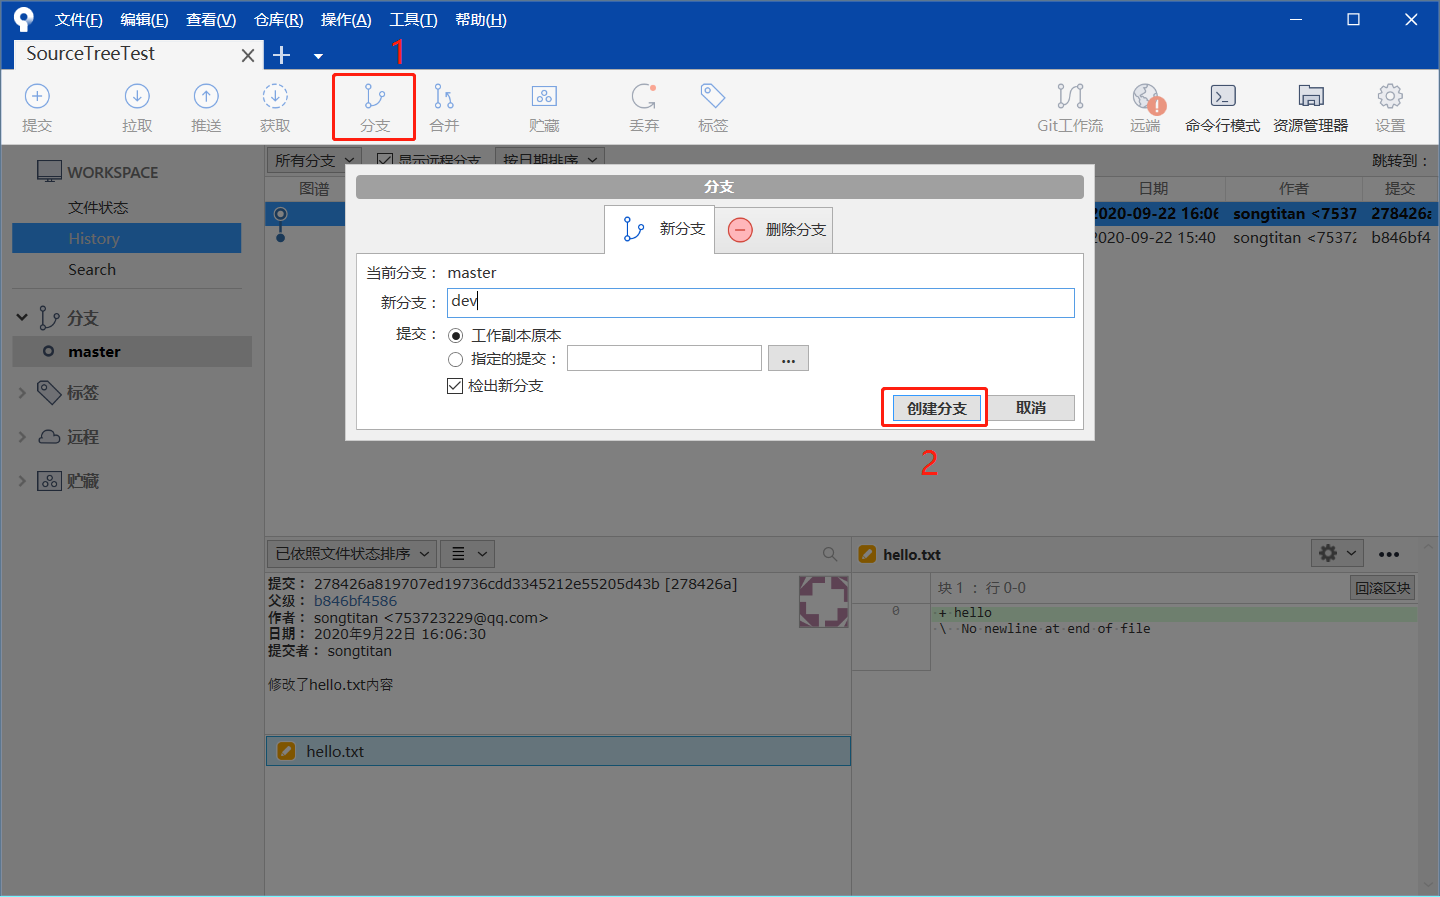 文件(F) 编辑(E) 查看(V) 仓库(R) 操作(A) 工具(T) 帮助(H)
SourceTreeTest
1
提交 拉取 推送 获取 分支 合并 贮藏 丢弃 标签 Git工作流 远端 命令行模式 资源管理器 设置
WORKSPACE
文件状态
History
Search
分支
master
标签
远程
贮藏
所有分支 显示远程分支 按日期排序 跳转到：
图谱 日期 作者 提交
2020-09-22 16:06 songtitan <7537 278426a
2020-09-22 15:40 songtitan <75372 b846bf4
分支
新分支 删除分支
当前分支： master
新分支： dev
提交： 工作副本原本
指定的提交： ...
检出新分支
创建分支 取消
2
已依照文件状态排序
提交： 278426a819707ed19736cdd3345212e55205d43b [278426a]
父级： b846bf4586
作者： songtitan <753723229@qq.com>
日期： 2020年9月22日 16:06:30
提交者： songtitan
修改了hello.txt内容
hello.txt
hello.txt
块 1 ： 行 0-0 回滚区块
0 + hello
\ No newline at end of file